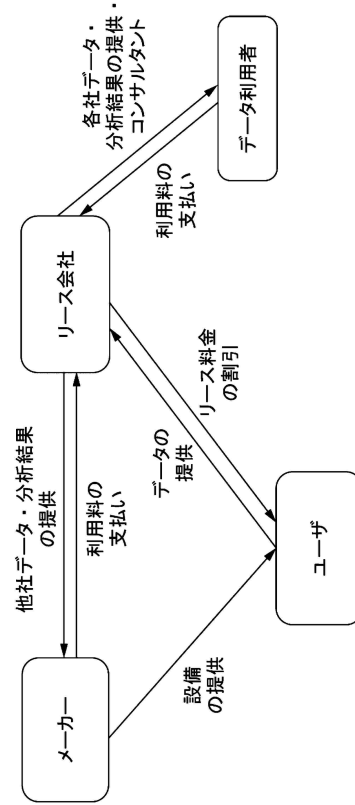 メーカー
他社データ・分析結果
の提供
利用料の
支払い
リース会社
各社データ・
分析結果の提供・
コンサルタント
利用料の
支払い
データ利用者
設備
の提供
データの
提供
リース料金
の割引
ユーザ